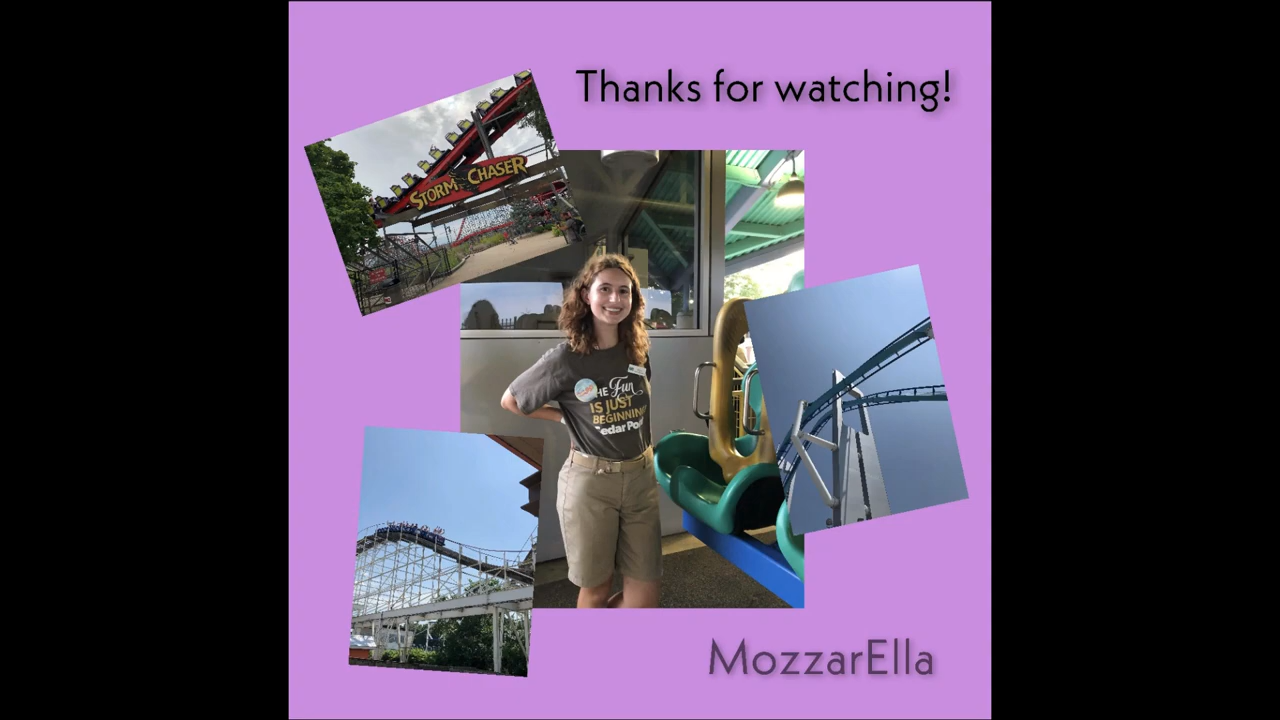 Thanks for watching!
STORM CHASER
THE Fun
IS JUST
BEGINNING
Cedar Point
MozzarElla